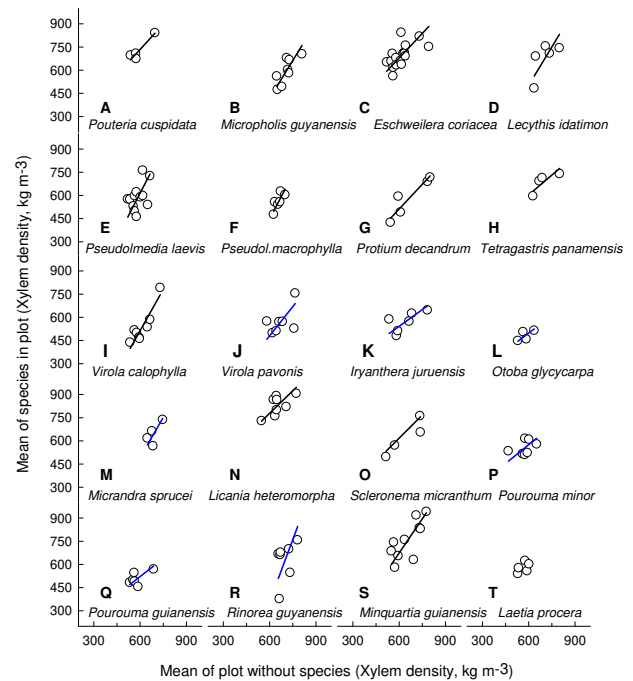 900
750
600
450
300
A
B
C
D
Pouteria cuspidata
Micropholis guyanensis
Eschweilera coriacea
Lecythis idatimon
900
750
600
450
300
E
F
G
H
Pseudolmedia laevis
Pseudol.macrophylla
Protium decandrum
Tetragastris panamensis
900
750
600
450
300
I
J
K
L
Virola calophylla
Virola pavonis
Iryanthera juruensis
Otoba glycycarpa
900
750
600
450
300
M
N
O
P
Micrandra sprucei
Licania heteromorpha
Scleronema micranthum
Pourouma minor
900
750
600
450
300
Q
R
S
T
Pourouma guianensis
Rinorea guyanensis
Minquartia guianensis
Laetia procera
300 600 900 300 600 900 300 600 900 300 600 900
Mean of species in plot (Xylem density, kg m-3)
Mean of plot without species (Xylem density, kg m-3)